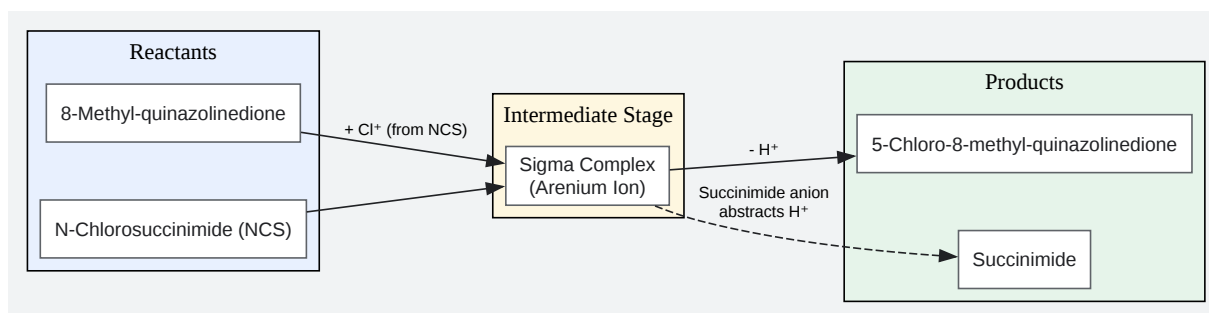 Reactants
8-Methyl-quinazolinedione
N-Chlorosuccinimide (NCS)
+ Cl⁺ (from NCS)
Intermediate Stage
Sigma Complex
(Arenium Ion)
- H⁺
Succinimide anion
abstracts H⁺
Products
5-Chloro-8-methyl-quinazolinedione
Succinimide